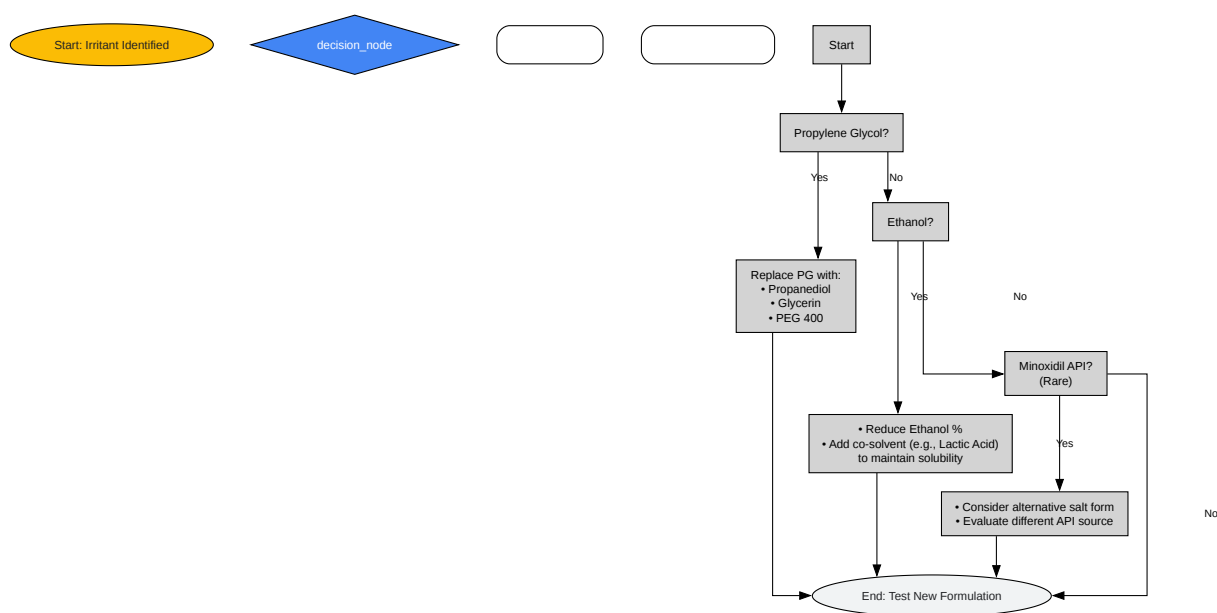 Start: Irritant Identified
decision_node
Start
Propylene Glycol?
Yes
No
Ethanol?
Replace PG with:
• Propanediol
• Glycerin
• PEG 400
Yes
No
Minoxidil API?
(Rare)
• Reduce Ethanol %
• Add co-solvent (e.g., Lactic Acid)
to maintain solubility
Yes
• Consider alternative salt form
• Evaluate different API source
No
End: Test New Formulation